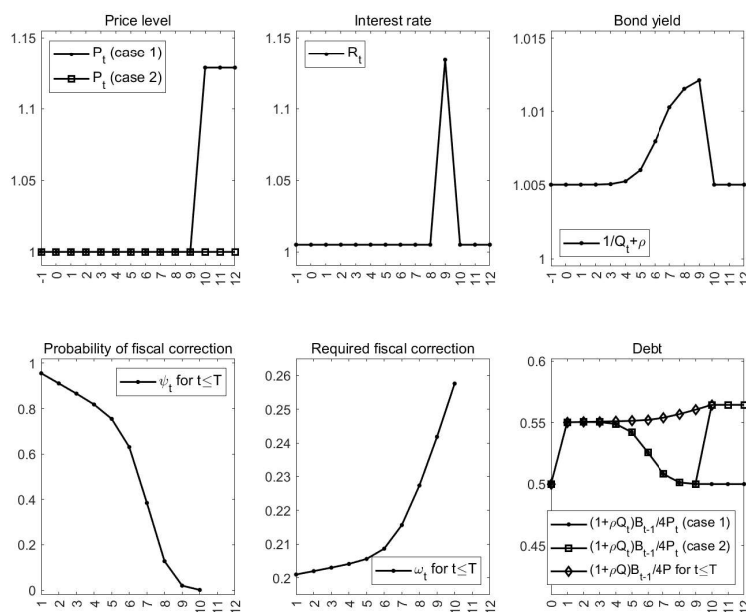 Price level
1.15
1.1
1.05
1
P_t (case 1)
P_t (case 2)
-1 0 1 2 3 4 5 6 7 8 9 10 11 12
Interest rate
1.15
1.1
1.05
1
R_t
-1 0 1 2 3 4 5 6 7 8 9 10 11 12
Bond yield
1.015
1.01
1.005
1
1/Q_t+ρ
-1 0 1 2 3 4 5 6 7 8 9 10 11 12
Probability of fiscal correction
1
0.8
0.6
0.4
0.2
0
ψ_t for t≤T
1 2 3 4 5 6 7 8 9 10 11 12
Required fiscal correction
0.26
0.25
0.24
0.23
0.22
0.21
0.2
ω_t for t≤T
1 2 3 4 5 6 7 8 9 10 11 12
Debt
0.6
0.55
0.5
0.45
(1+ρQ_t)B_{t-1}/4P_t (case 1)
(1+ρQ_t)B_{t-1}/4P_t (case 2)
(1+ρQ)B_{t-1}/4P for t≤T
0 1 2 3 4 5 6 7 8 9 10 11 12